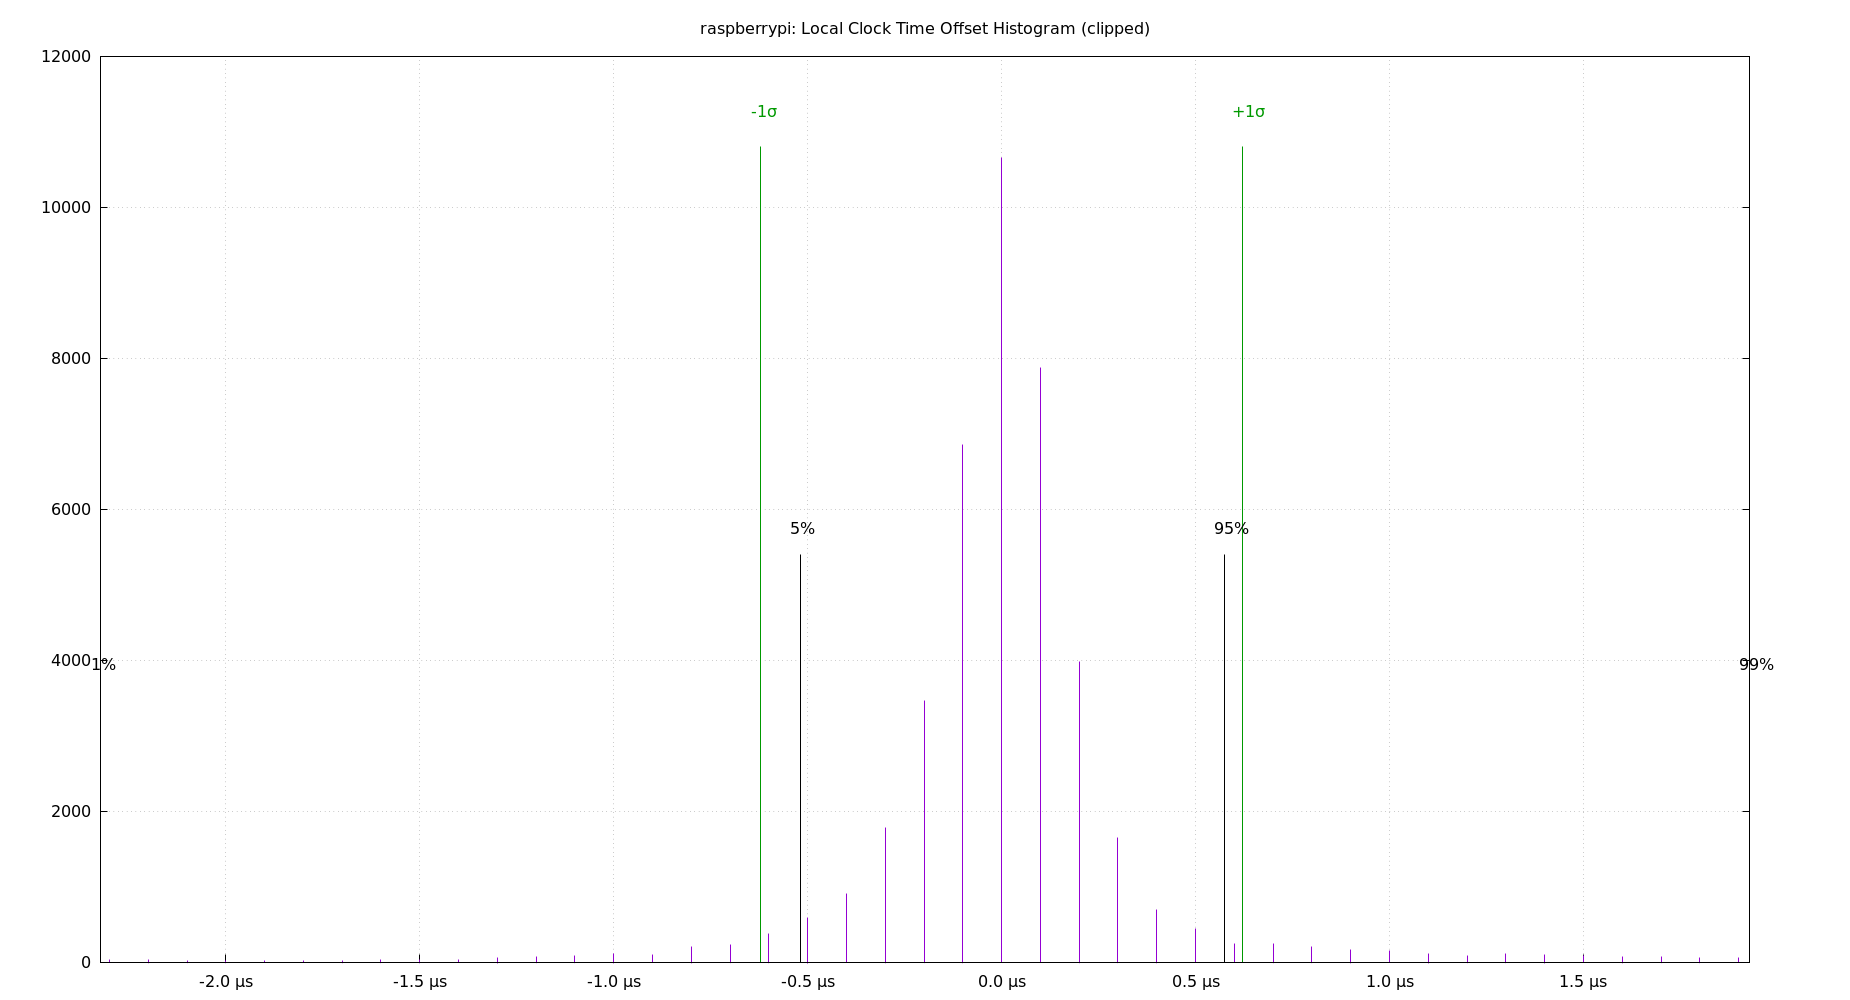 raspberrypi: Local Clock Time Offset Histogram (clipped)
12000
-1σ
+1σ
10000
8000
6000
5%
95%
4000
1%
99%
2000
0
-2.0 µs
-1.5 µs
-1.0 µs
-0.5 µs
0.0 µs
0.5 µs
1.0 µs
1.5 µs